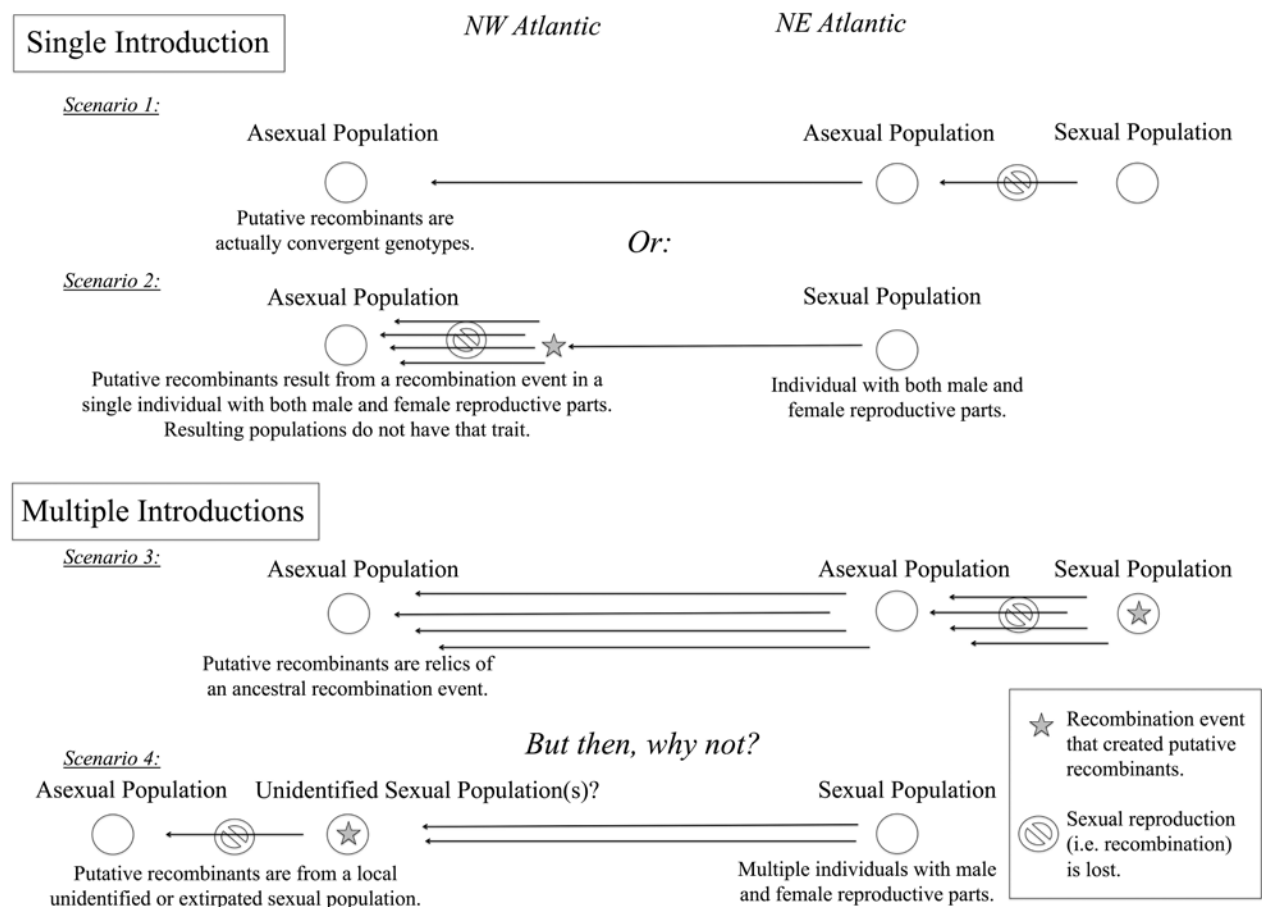 NW Atlantic
NE Atlantic
Single Introduction
Scenario 1:
Asexual Population
Asexual Population
Sexual Population
Putative recombinants are
actually convergent genotypes.
Or:
Scenario 2:
Asexual Population
Sexual Population
Putative recombinants result from a recombination event in a
single individual with both male and female reproductive parts.
Resulting populations do not have that trait.
Individual with both male and
female reproductive parts.
Multiple Introductions
Scenario 3:
Asexual Population
Asexual Population
Sexual Population
Putative recombinants are relics of
an ancestral recombination event.
But then, why not?
Scenario 4:
Asexual Population
Unidentified Sexual Population(s)?
Sexual Population
Putative recombinants are from a local
unidentified or extirpated sexual population.
Multiple individuals with male
and female reproductive parts.
Recombination event
that created putative
recombinants.
Sexual reproduction
(i.e. recombination)
is lost.